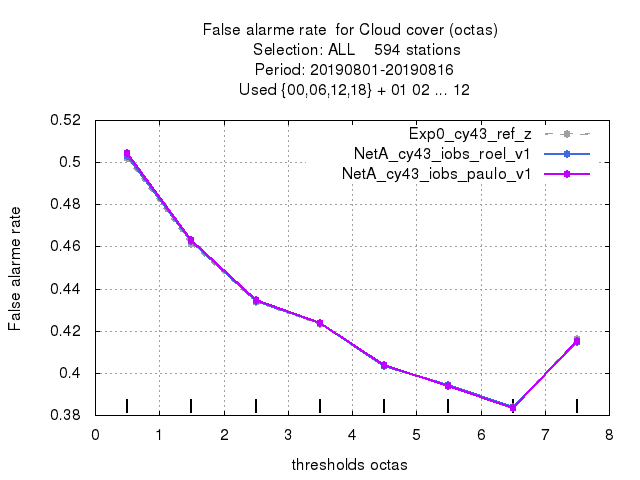 False alarme rate  for Cloud cover (octas)
Selection: ALL    594 stations
Period: 20190801-20190816
Used {00,06,12,18} + 01 02 ... 12
Exp0_cy43_ref_z
NetA_cy43_iobs_roel_v1
NetA_cy43_iobs_paulo_v1
False alarme rate
0.52
0.5
0.48
0.46
0.44
0.42
0.4
0.38
0 1 2 3 4 5 6 7 8
thresholds octas